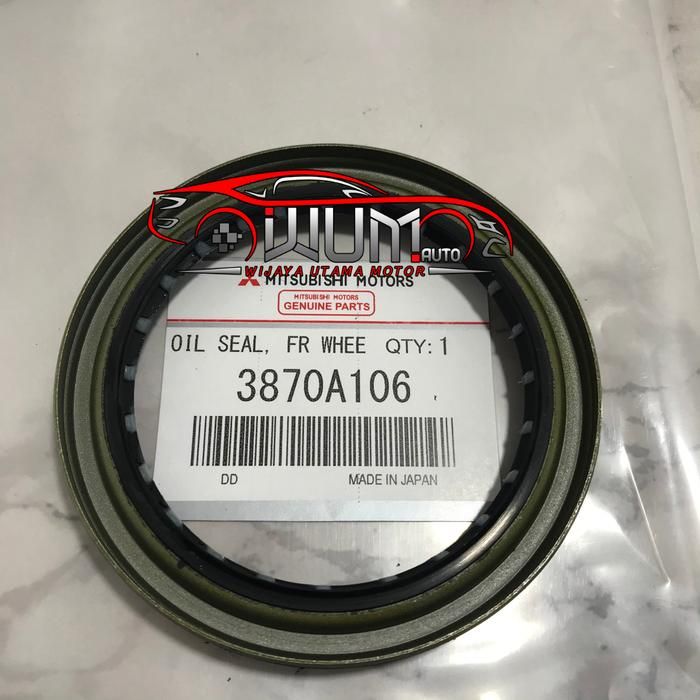 WUM.AUTO
WIJAYA UTAMA MOTOR
MITSUBISHI MOTORS
MITSUBISHI MOTORS
GENUINE PARTS
OIL SEAL, FR WHEE QTY:1
3870A106
DD MADE IN JAPAN